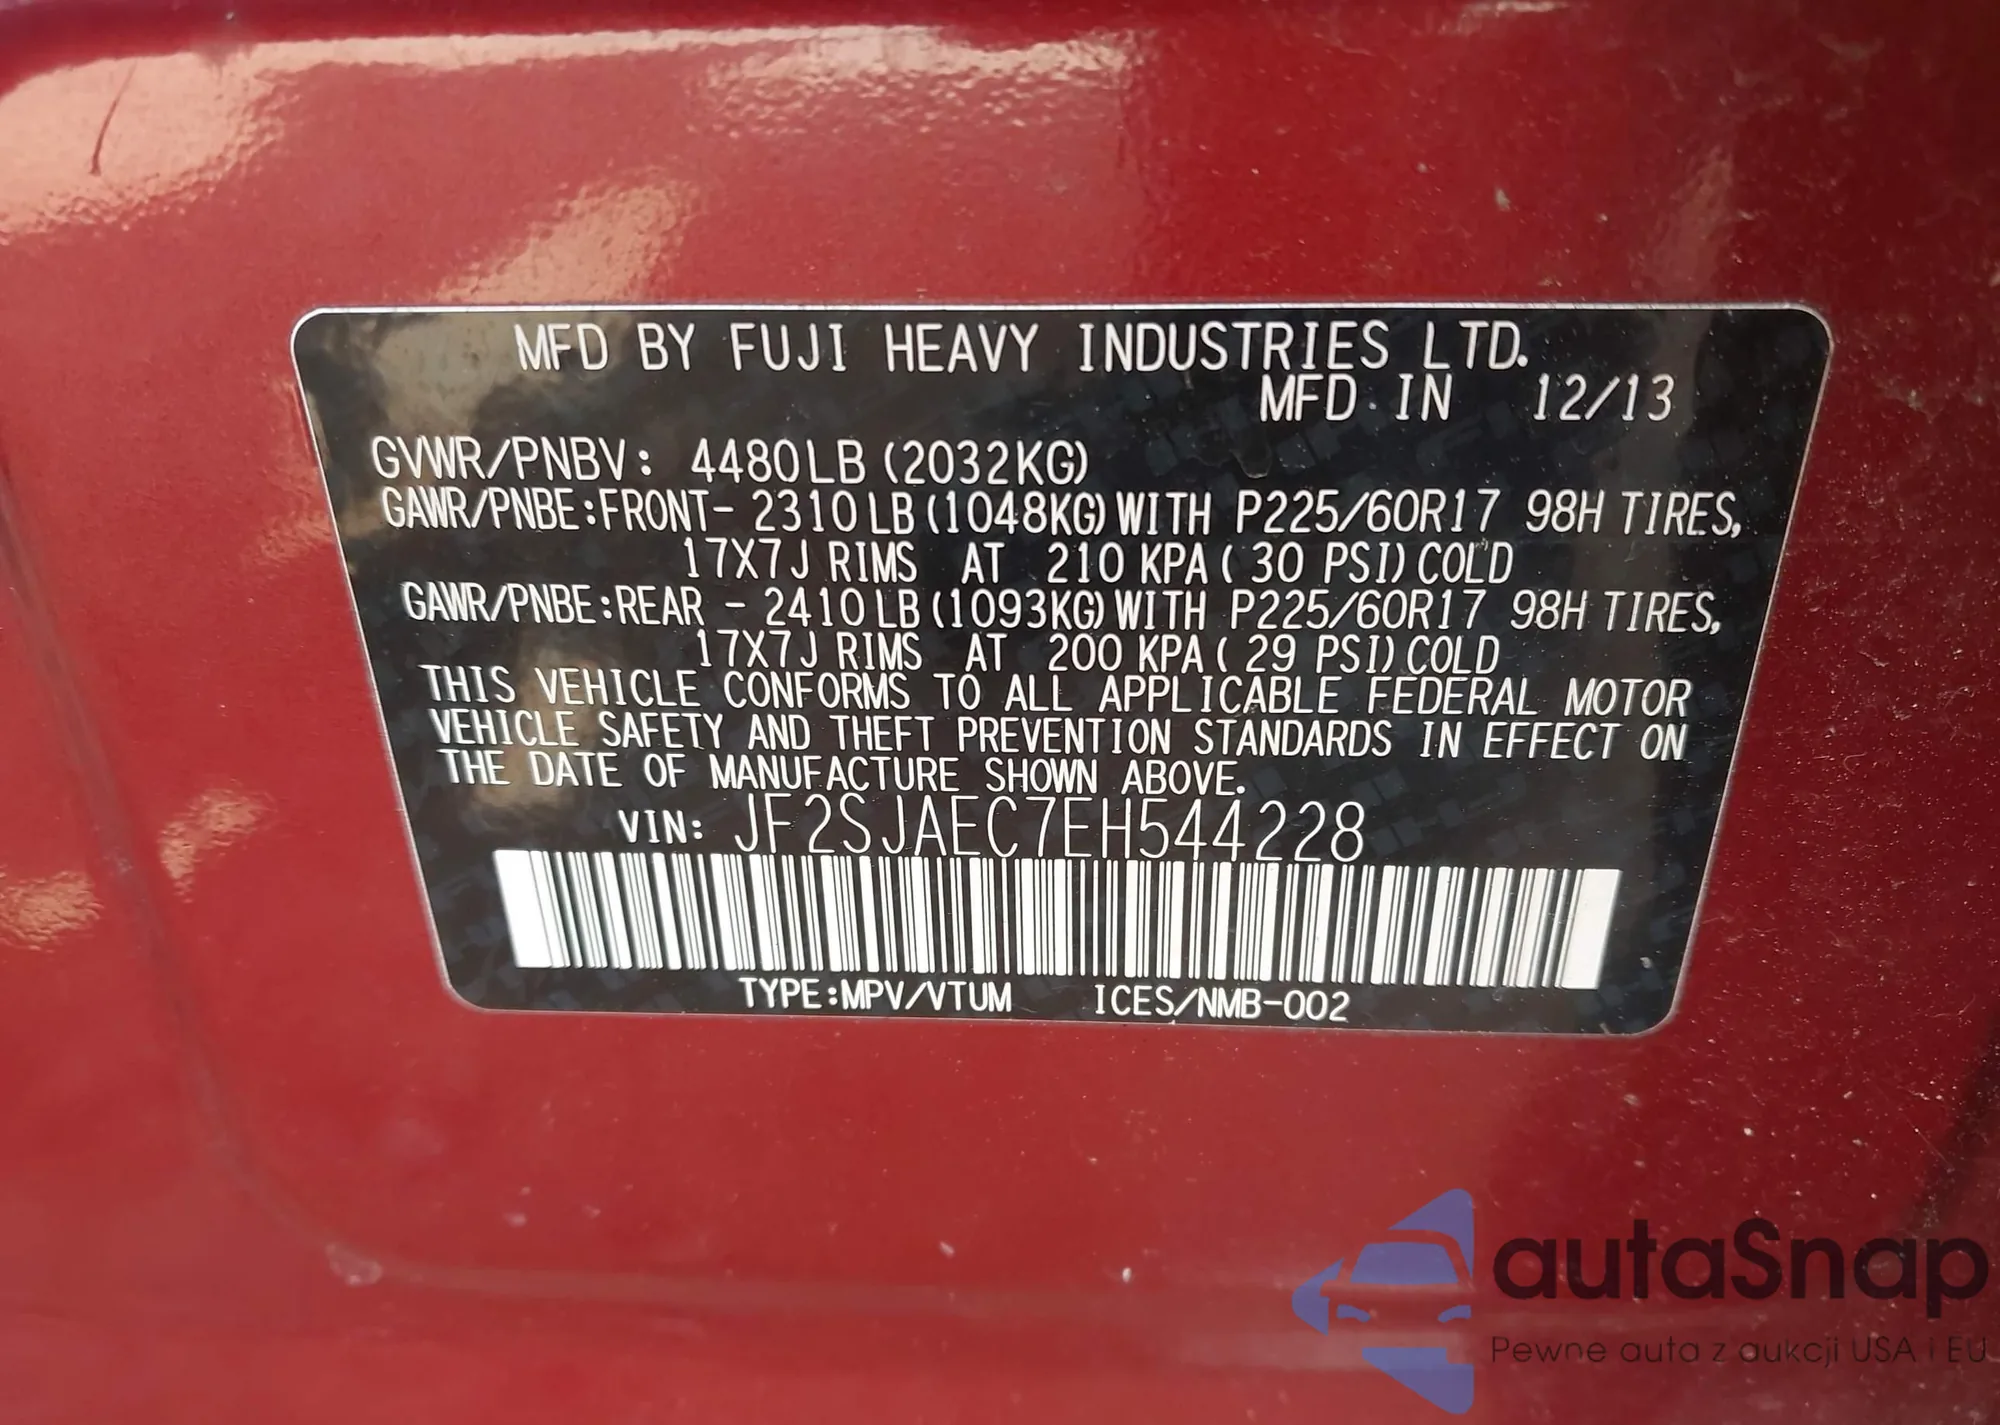 MFD BY FUJI HEAVY INDUSTRIES LTD.
MFD. IN 12/13
GVWR/PNBV: 4480LB (2032KG)
GAWR/PNBE:FRONT- 2310LB(1048KG)WITH P225/60R17 98H TIRES,
17X7J RIMS AT 210 KPA( 30 PSI)COLD
GAWR/PNBE:REAR - 2410LB(1093KG)WITH P225/60R17 98H TIRES,
17X7J RIMS AT 200 KPA( 29 PSI)COLD
THIS VEHICLE CONFORMS TO ALL APPLICABLE FEDERAL MOTOR
VEHICLE SAFETY AND THEFT PREVENTION STANDARDS IN EFFECT ON
THE DATE OF MANUFACTURE SHOWN ABOVE.
VIN: JF2SJAEC7EH544228
TYPE:MPV/VTUM ICES/NMB-002
autaSnap
Pewne auta z aukcji USA i EU